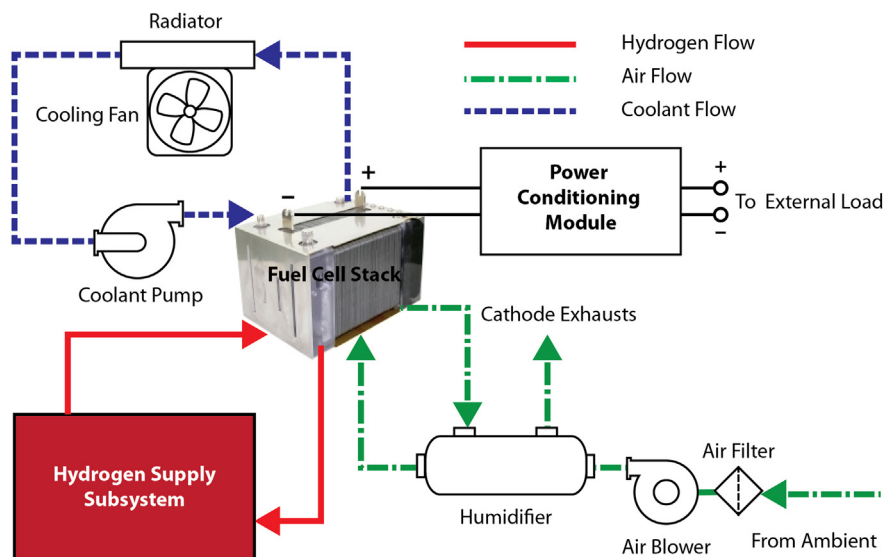 Radiator
Hydrogen Flow
Air Flow
Coolant Flow
Cooling Fan
+
−
Power
Conditioning
Module
+
−
To External Load
Fuel Cell Stack
Coolant Pump
Cathode Exhausts
Hydrogen Supply
Subsystem
Humidifier
Air Filter
Air Blower
From Ambient